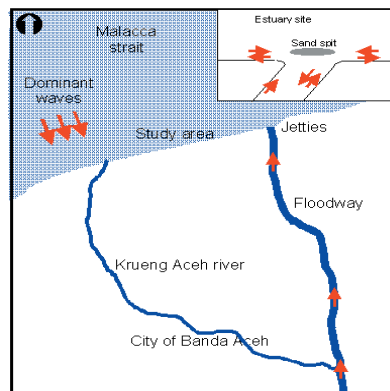 Estuary site
Sand spit
Malacca
strait
Dominant
waves
Study area
Jetties
Floodway
Krueng Aceh river
City of Banda Aceh